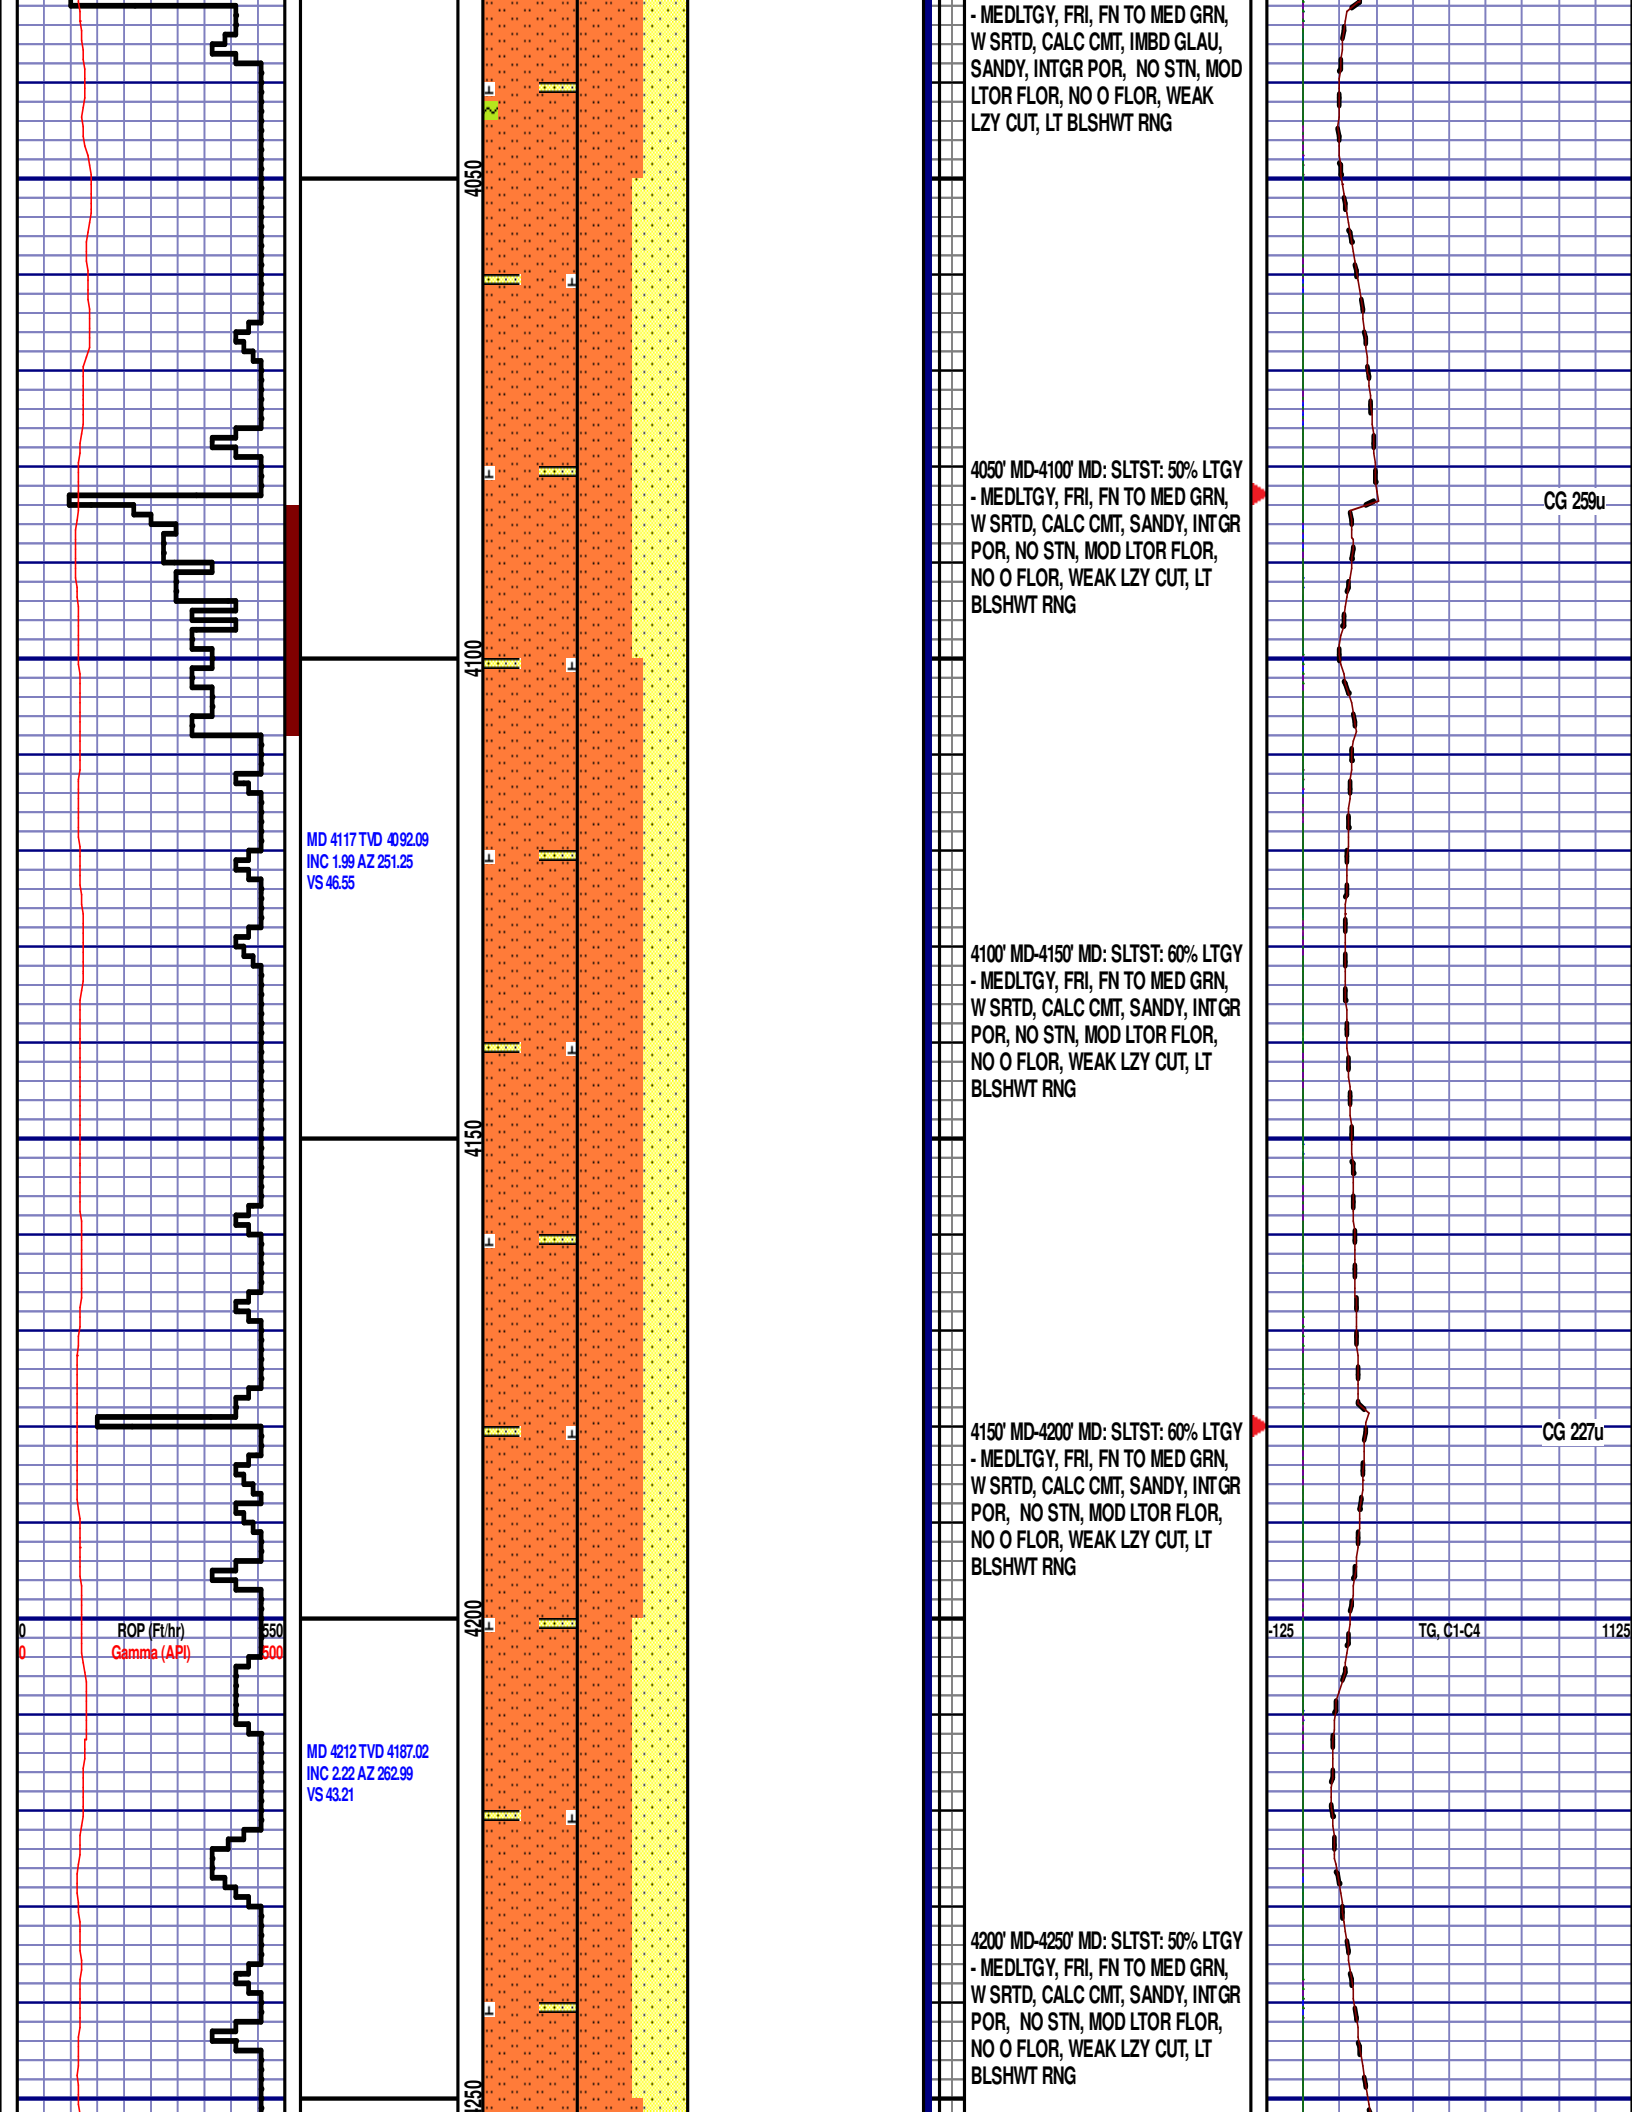 - MEDLTGY, FRI, FN TO MED GRN,
W SRTD, CALC CMT, IMBD GLAU,
SANDY, INTGR POR, NO STN, MOD
LTOR FLOR, NO O FLOR, WEAK
LZY CUT, LT BLSHWT RNG
4050
4050' MD-4100' MD: SLTST: 50% LTGY
- MEDLTGY, FRI, FN TO MED GRN,
W SRTD, CALC CMT, SANDY, INTGR
POR, NO STN, MOD LTOR FLOR,
NO O FLOR, WEAK LZY CUT, LT
BLSHWT RNG
CG 259u
4100
MD 4117 TVD 4092.09
INC 1.99 AZ 251.25
VS 46.55
4100' MD-4150' MD: SLTST: 60% LTGY
- MEDLTGY, FRI, FN TO MED GRN,
W SRTD, CALC CMT, SANDY, INTGR
POR, NO STN, MOD LTOR FLOR,
NO O FLOR, WEAK LZY CUT, LT
BLSHWT RNG
4150
4150' MD-4200' MD: SLTST: 60% LTGY
- MEDLTGY, FRI, FN TO MED GRN,
W SRTD, CALC CMT, SANDY, INTGR
POR, NO STN, MOD LTOR FLOR,
NO O FLOR, WEAK LZY CUT, LT
BLSHWT RNG
CG 227u
4200
0 ROP (Ft/hr) 550
0 Gamma (API) 500
-125 TG, C1-C4 1125
MD 4212 TVD 4187.02
INC 2.22 AZ 262.99
VS 43.21
4200' MD-4250' MD: SLTST: 50% LTGY
- MEDLTGY, FRI, FN TO MED GRN,
W SRTD, CALC CMT, SANDY, INTGR
POR, NO STN, MOD LTOR FLOR,
NO O FLOR, WEAK LZY CUT, LT
BLSHWT RNG
4250